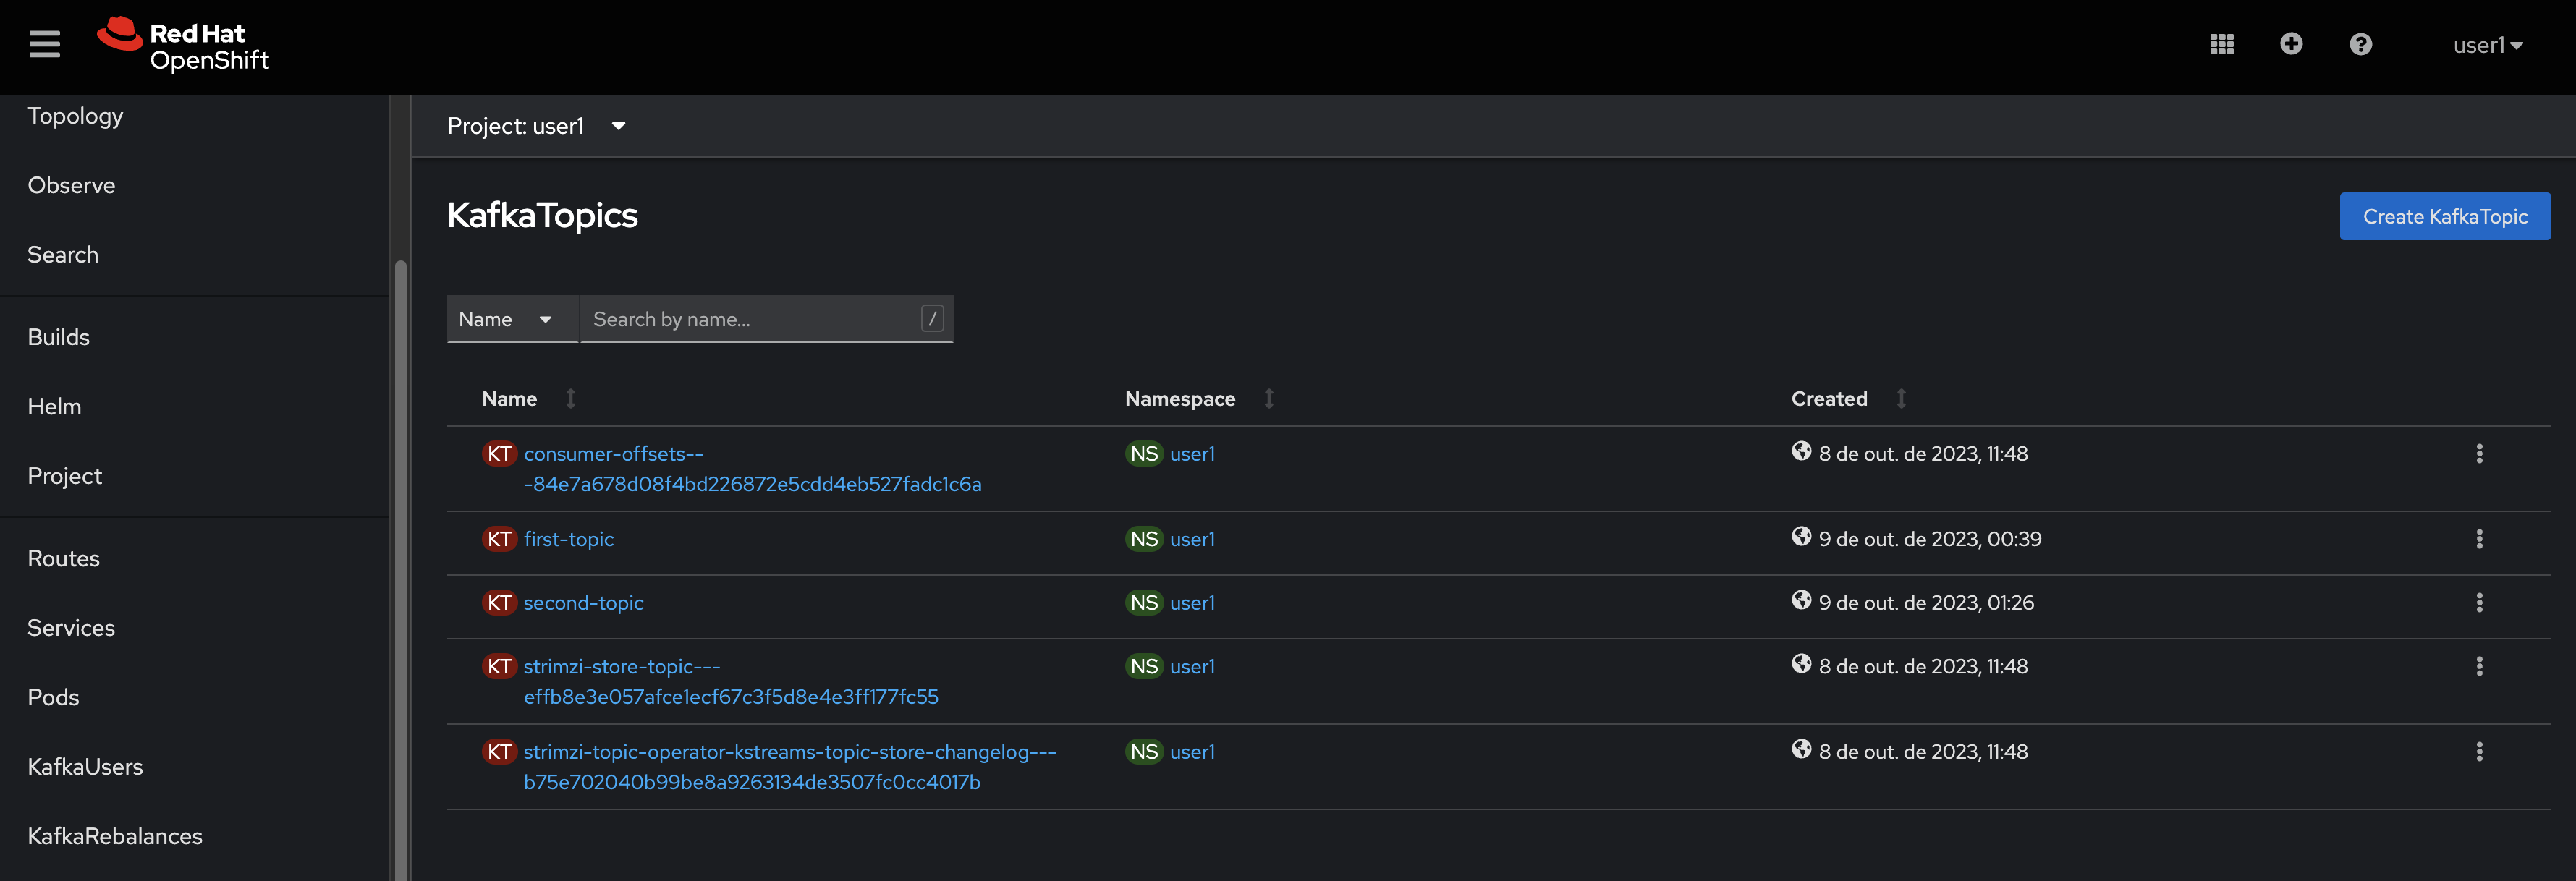 Red Hat
OpenShift
user1
Topology
Observe
Search
Builds
Helm
Project
Routes
Services
Pods
KafkaUsers
KafkaRebalances
Project: user1
KafkaTopics
Create KafkaTopic
Name
Search by name...
/
Name Namespace Created
KT consumer-offsets-- NS user1 8 de out. de 2023, 11:48
-84e7a678d08f4bd226872e5cdd4eb527fadc1c6a
KT first-topic NS user1 9 de out. de 2023, 00:39
KT second-topic NS user1 9 de out. de 2023, 01:26
KT strimzi-store-topic--- NS user1 8 de out. de 2023, 11:48
effb8e3e057afce1ecf67c3f5d8e4e3ff177fc55
KT strimzi-topic-operator-kstreams-topic-store-changelog--- NS user1 8 de out. de 2023, 11:48
b75e702040b99be8a9263134de3507fc0cc4017b